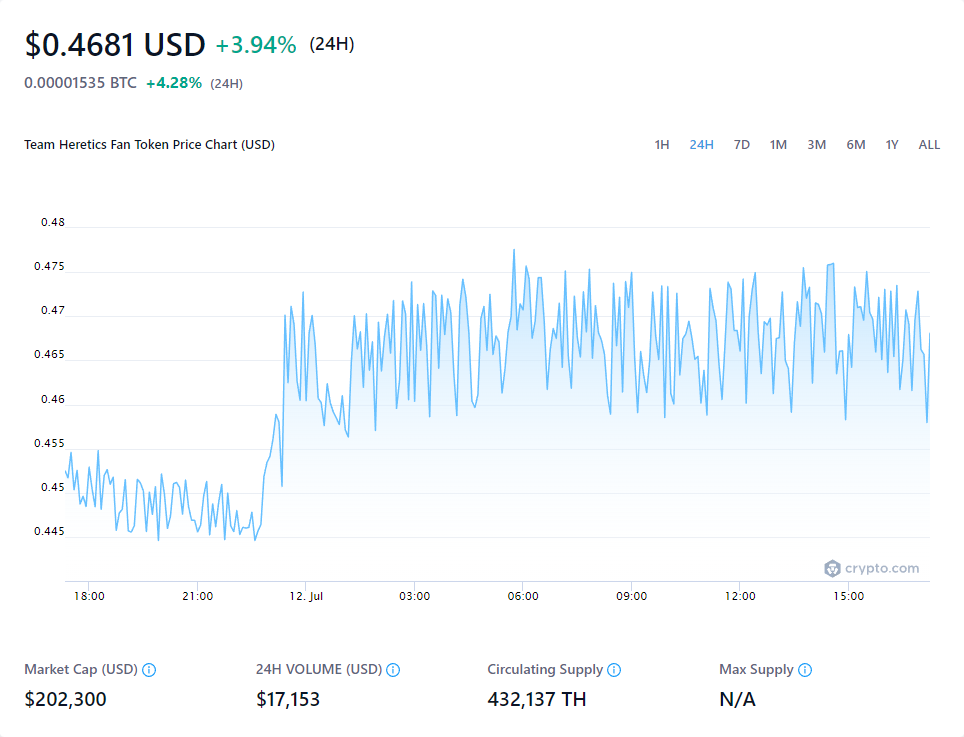 $0.4681 USD +3.94% (24H)
0.00001535 BTC +4.28% (24H)
Team Heretics Fan Token Price Chart (USD) 1H 24H 7D 1M 3M 6M 1Y ALL
0.48
0.475
0.47
0.465
0.46
0.455
0.45
0.445
crypto.com
18:00 21:00 12. Jul 03:00 06:00 09:00 12:00 15:00
Market Cap (USD) 24H VOLUME (USD) Circulating Supply Max Supply
$202,300 $17,153 432,137 TH N/A